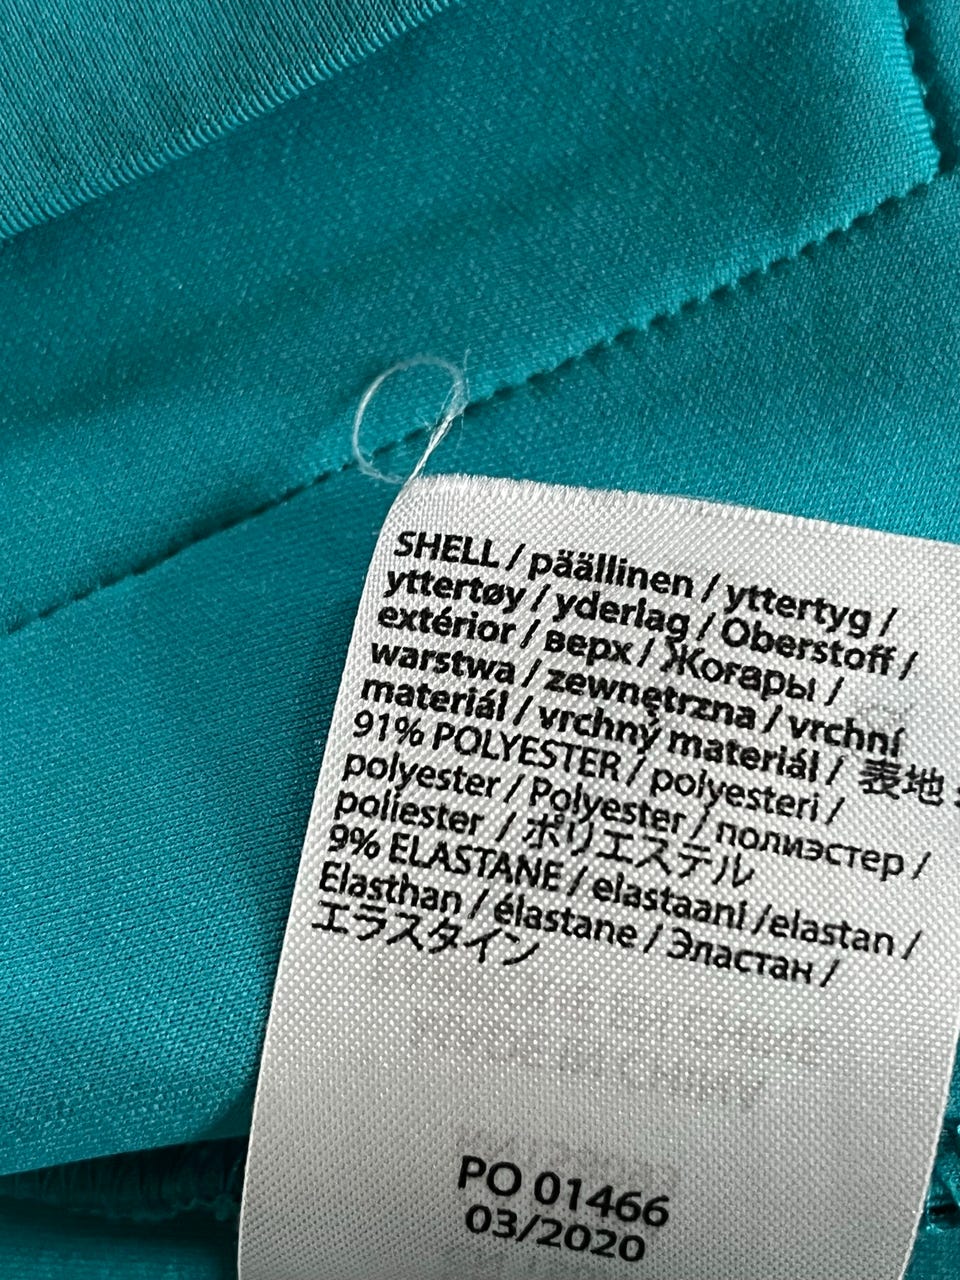 SHELL / päällinen / yttertyg /
yttertøy / yderlag / Oberstoff /
extérior / верх / Жоғары /
warstwa / zewnętrzna / vrchní
materiál / vrchný materiál / 表地 :
91% POLYESTER / polyesteri /
polyester / Polyester / полиэстер /
poliester / ポリエステル
9% ELASTANE / elastaani /elastan /
Elasthan / élastane / Эластан /
エラスタイン
PO 01466
03/2020